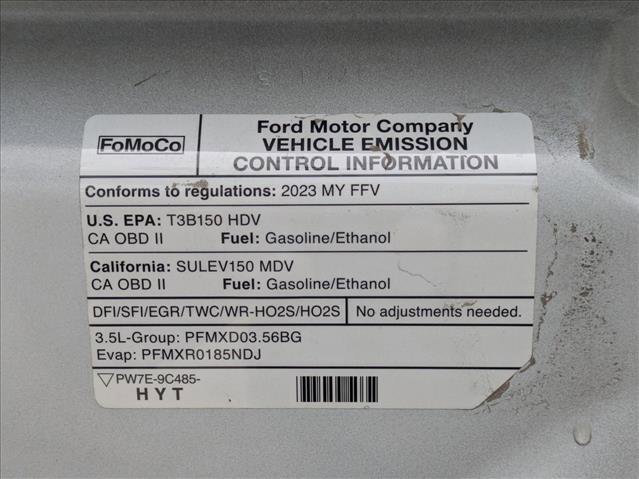 FoMoCo
Ford Motor Company
VEHICLE EMISSION
CONTROL INFORMATION
Conforms to regulations: 2023 MY FFV
U.S. EPA: T3B150 HDV
CA OBD II Fuel: Gasoline/Ethanol
California: SULEV150 MDV
CA OBD II Fuel: Gasoline/Ethanol
DFI/SFI/EGR/TWC/WR-HO2S/HO2S No adjustments needed.
3.5L-Group: PFMXD03.56BG
Evap: PFMXR0185NDJ
PW7E-9C485-
HYT